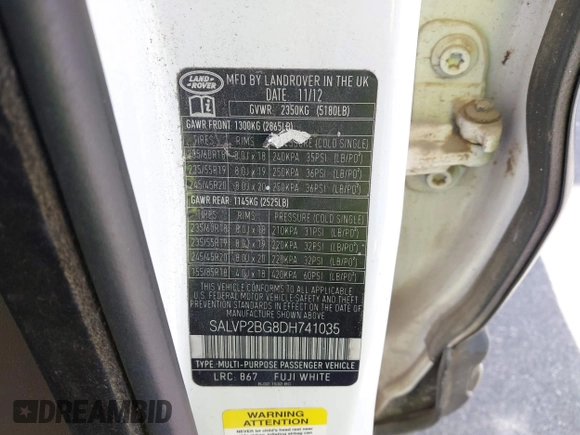 LAND
ROVER
MFD BY LANDROVER IN THE UK
DATE 11/12
GVWR 2350KG (5180LB)
GAWR FRONT 1300KG (2865LB)
TIRES RIMS PRESSURE (COLD SINGLE)
235/60R18 8.0J x 18 240KPA 35PSI (LB/PO²)
235/55R19 8.0J x 19 250KPA 36PSI (LB/PO²)
245/45R20 8.0J x 20 250KPA 36PSI (LB/PO²)
GAWR REAR 1145KG (2525LB)
TIRES RIMS PRESSURE (COLD SINGLE)
235/60R18 8.0J x 18 210KPA 31PSI (LB/PO²)
235/55R19 8.0J x 19 220KPA 32PSI (LB/PO²)
245/45R20 8.0J x 20 220KPA 32PSI (LB/PO²)
155/85R18 4.0J x 18 420KPA 60PSI (LB/PO²)
THIS VEHICLE CONFORMS TO ALL APPLICABLE
U.S. FEDERAL MOTOR VEHICLE SAFETY BUMPER
AND THEFT PREVENTION STANDARDS IN EFFECT ON THE DATE
OF MANUFACTURE SHOWN ABOVE
SALVP2BG8DH741035
TYPE: MULTI-PURPOSE PASSENGER VEHICLE
LRC 867 FUJI WHITE
WARNING
ATTENTION
DREAMBID